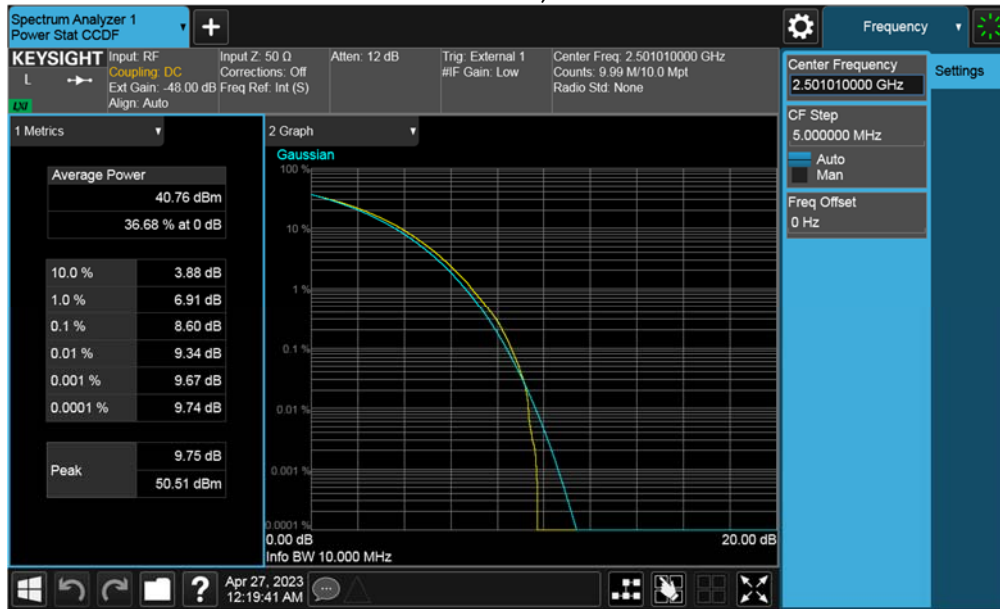 Spectrum Analyzer 1
Power Stat CCDF
Frequency
KEYSIGHT
L
LXI
Input: RF
Coupling: DC
Ext Gain: -48.00 dB
Align: Auto
Input Z: 50 Ω
Corrections: Off
Freq Ref: Int (S)
Atten: 12 dB
Trig: External 1
#IF Gain: Low
Center Freq: 2.501010000 GHz
Counts: 9.99 M/10.0 Mpt
Radio Std: None
Center Frequency
2.501010000 GHz
Settings
CF Step
5.000000 MHz
Auto
Man
Freq Offset
0 Hz
1 Metrics
Average Power
40.76 dBm
36.68 % at 0 dB
10.0 % 3.88 dB
1.0 % 6.91 dB
0.1 % 8.60 dB
0.01 % 9.34 dB
0.001 % 9.67 dB
0.0001 % 9.74 dB
Peak 9.75 dB
50.51 dBm
2 Graph
Gaussian
100 %
10 %
1 %
0.1 %
0.01 %
0.001 %
0.0001 %
0.00 dB 20.00 dB
Info BW 10.000 MHz
?
Apr 27, 2023
12:19:41 AM